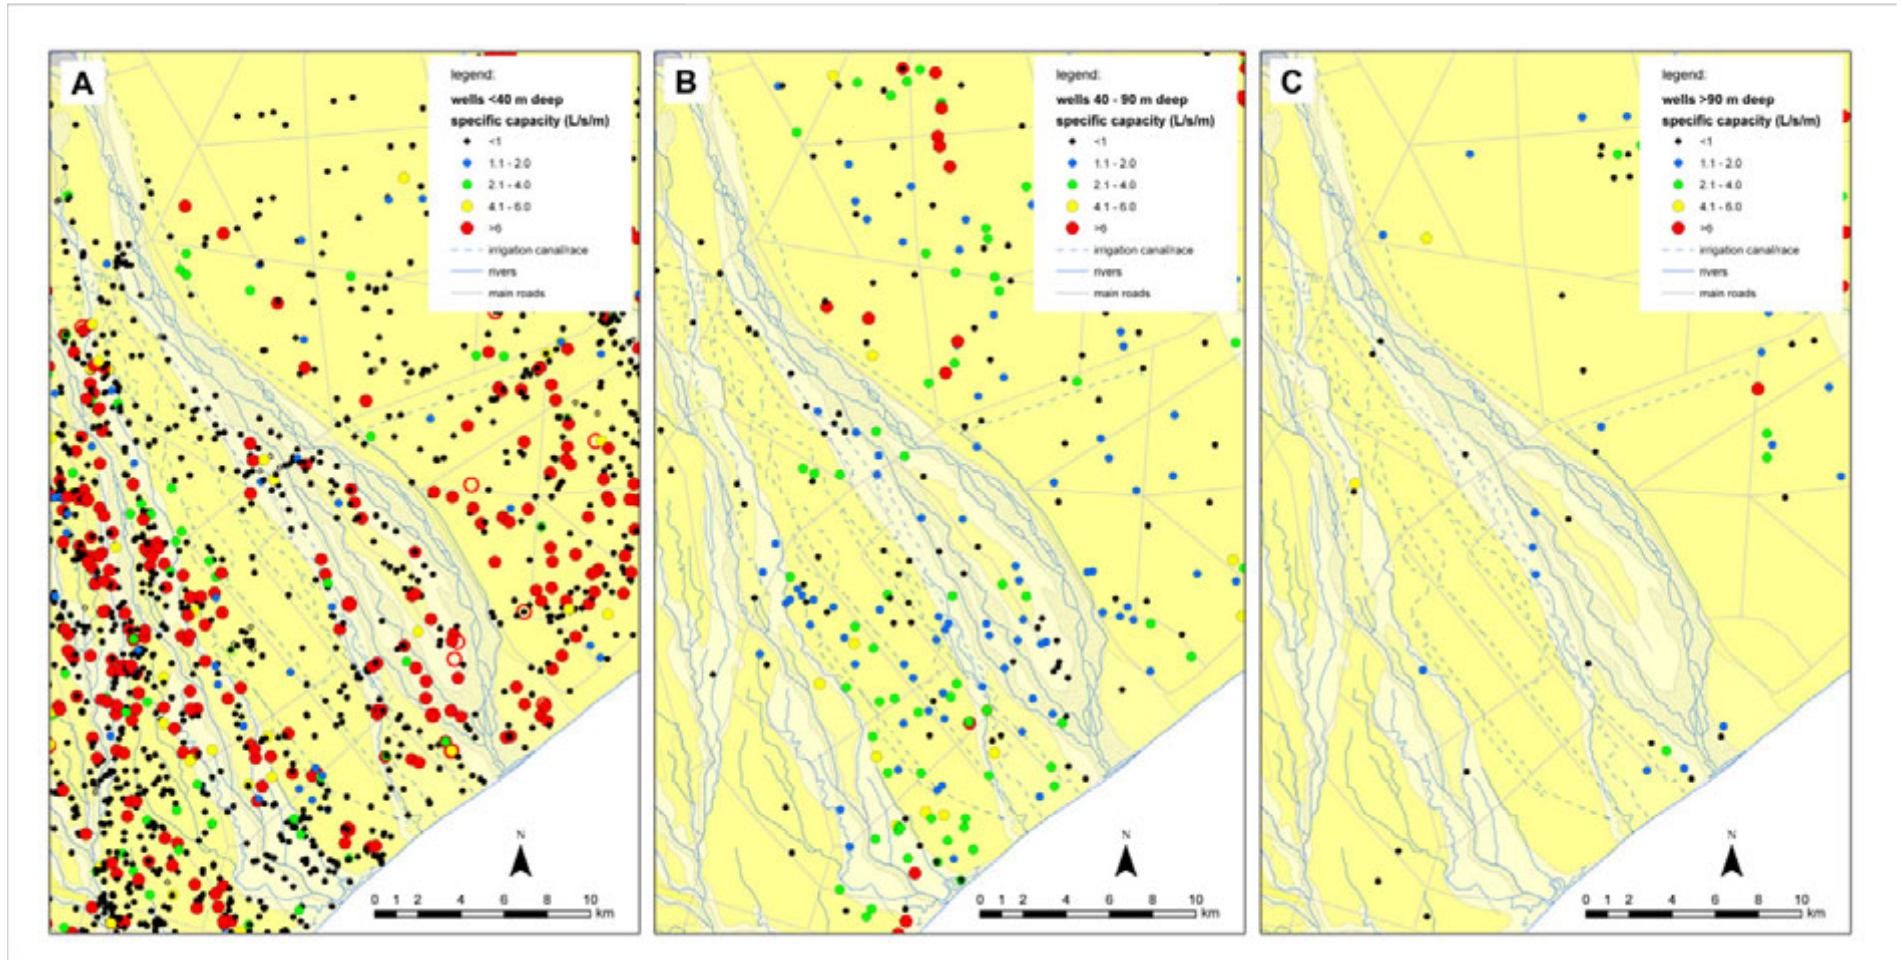 A
legend:
wells <40 m deep
specific capacity (L/s/m)
<1
1.1 - 2.0
2.1 - 4.0
4.1 - 6.0
>6
irrigation canal/race
rivers
main roads
N
0 1 2 4 6 8 10
km
B
legend:
wells 40 - 90 m deep
specific capacity (L/s/m)
<1
1.1 - 2.0
2.1 - 4.0
4.1 - 6.0
>6
irrigation canal/race
rivers
main roads
N
0 1 2 4 6 8 10
km
C
legend:
wells >90 m deep
specific capacity (L/s/m)
<1
1.1 - 2.0
2.1 - 4.0
4.1 - 6.0
>6
irrigation canal/race
rivers
main roads
N
0 1 2 4 6 8 10
km